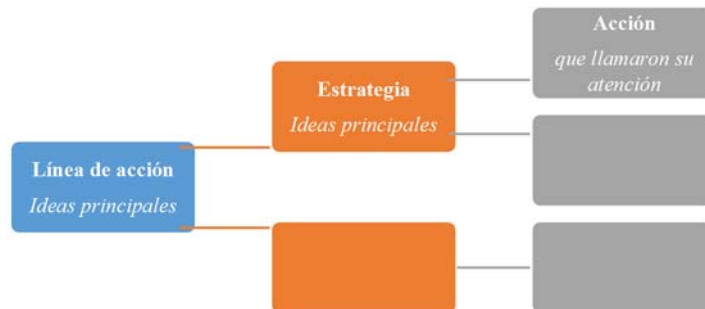 Línea de acción
Ideas principales
Estrategia
Ideas principales
Acción
que llamaron su
atención